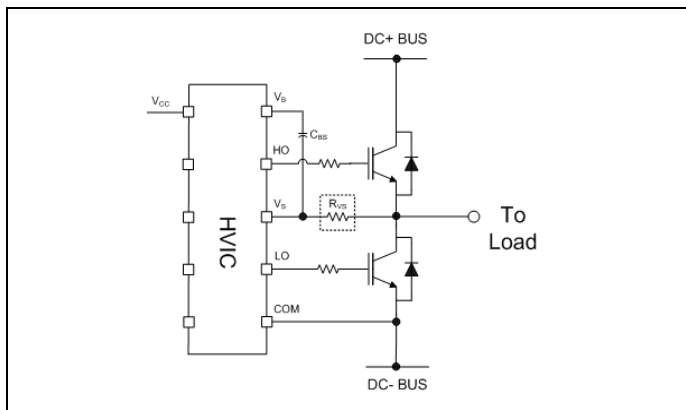 DC+ BUS
VCC
VB
CBS
HO
VS
RVS
To
Load
HVIC
LO
COM
DC- BUS